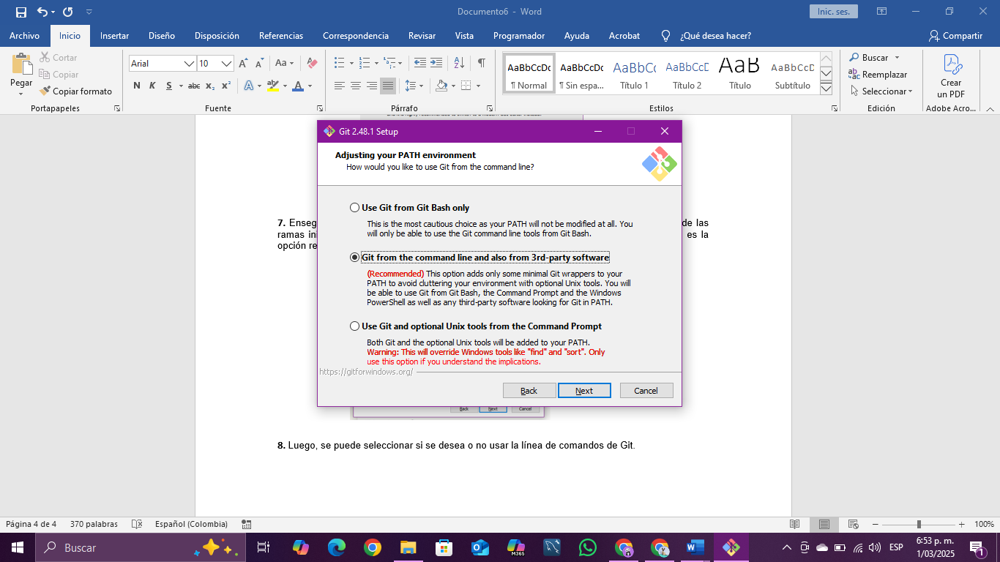 Documento6 - Word
Inic. ses.
Archivo Inicio Insertar Diseño Disposición Referencias Correspondencia Revisar Vista Programador Ayuda Acrobat ¿Qué desea hacer? Compartir
Pegar
Cortar
Copiar
Copiar formato
Portapapeles
Arial 10
Aa
N K S abc x₂ x²
A aby A
Fuente
Párrafo
AaBbCcDc AaBbCcDc AaBbCc AaBbCcD AaB AaBbCcD
¶ Normal ¶ Sin espa... Título 1 Título 2 Título Subtítulo
Estilos
Buscar
Reemplazar
Seleccionar
Edición
Crear
un PDF
Adobe Acro...
Git 2.48.1 Setup
Adjusting your PATH environment
How would you like to use Git from the command line?
Use Git from Git Bash only
This is the most cautious choice as your PATH will not be modified at all. You
will only be able to use the Git command line tools from Git Bash.
Git from the command line and also from 3rd-party software
(Recommended) This option adds only some minimal Git wrappers to your
PATH to avoid cluttering your environment with optional Unix tools. You will
be able to use Git from Git Bash, the Command Prompt and the Windows
PowerShell as well as any third-party software looking for Git in PATH.
Use Git and optional Unix tools from the Command Prompt
Both Git and the optional Unix tools will be added to your PATH.
Warning: This will override Windows tools like "find" and "sort". Only
use this option if you understand the implications.
https://gitforwindows.org/
Back Next Cancel
7. Enseg de las
ramas in es la
opción re
Back Next Cancel
8. Luego, se puede seleccionar si se desea o no usar la línea de comandos de Git.
Página 4 de 4 370 palabras Español (Colombia) 100%
Buscar
M365
ESP
6:53 p. m.
1/03/2025
1